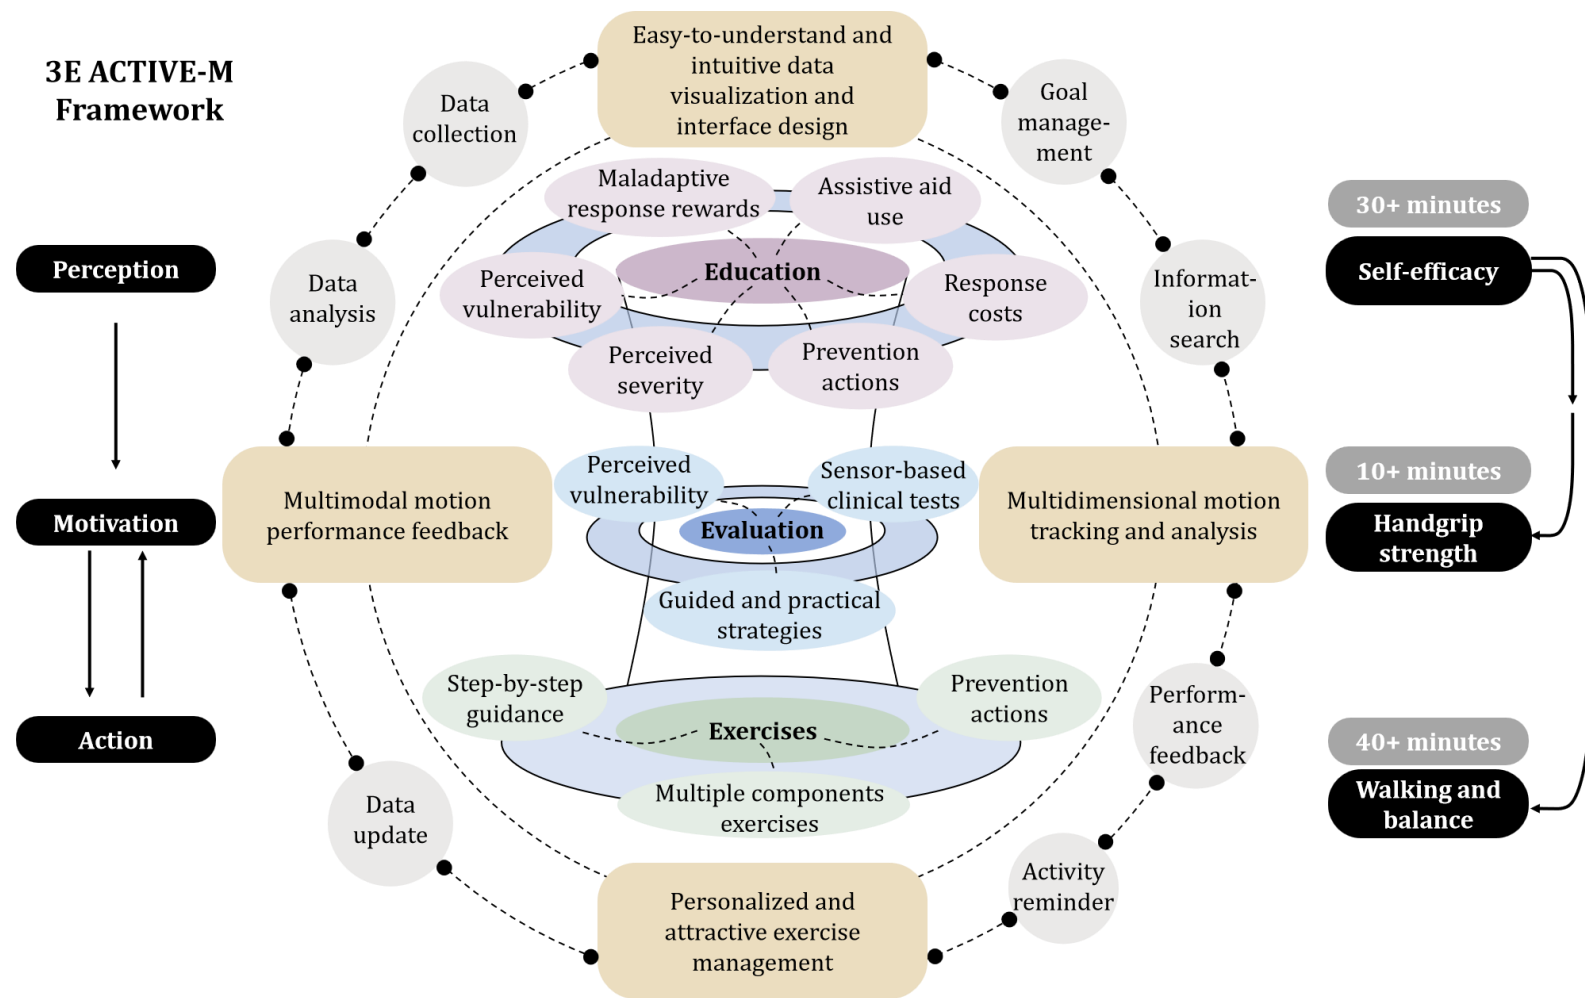 3E ACTIVE-M
Framework
Easy-to-understand and
intuitive data
visualization and
interface design
Data
collection
Goal
manage-
ment
Data
analysis
Informat-
ion
search
Perception
Motivation
Action
Maladaptive
response rewards
Assistive aid
use
Education
Perceived
vulnerability
Response
costs
Perceived
severity
Prevention
actions
30+ minutes
Self-efficacy
Multimodal motion
performance feedback
Perceived
vulnerability
Sensor-based
clinical tests
Evaluation
Guided and practical
strategies
Multidimensional motion
tracking and analysis
10+ minutes
Handgrip
strength
Step-by-step
guidance
Prevention
actions
Exercises
Multiple components
exercises
Perform-
ance
feedback
40+ minutes
Walking and
balance
Data
update
Activity
reminder
Personalized and
attractive exercise
management